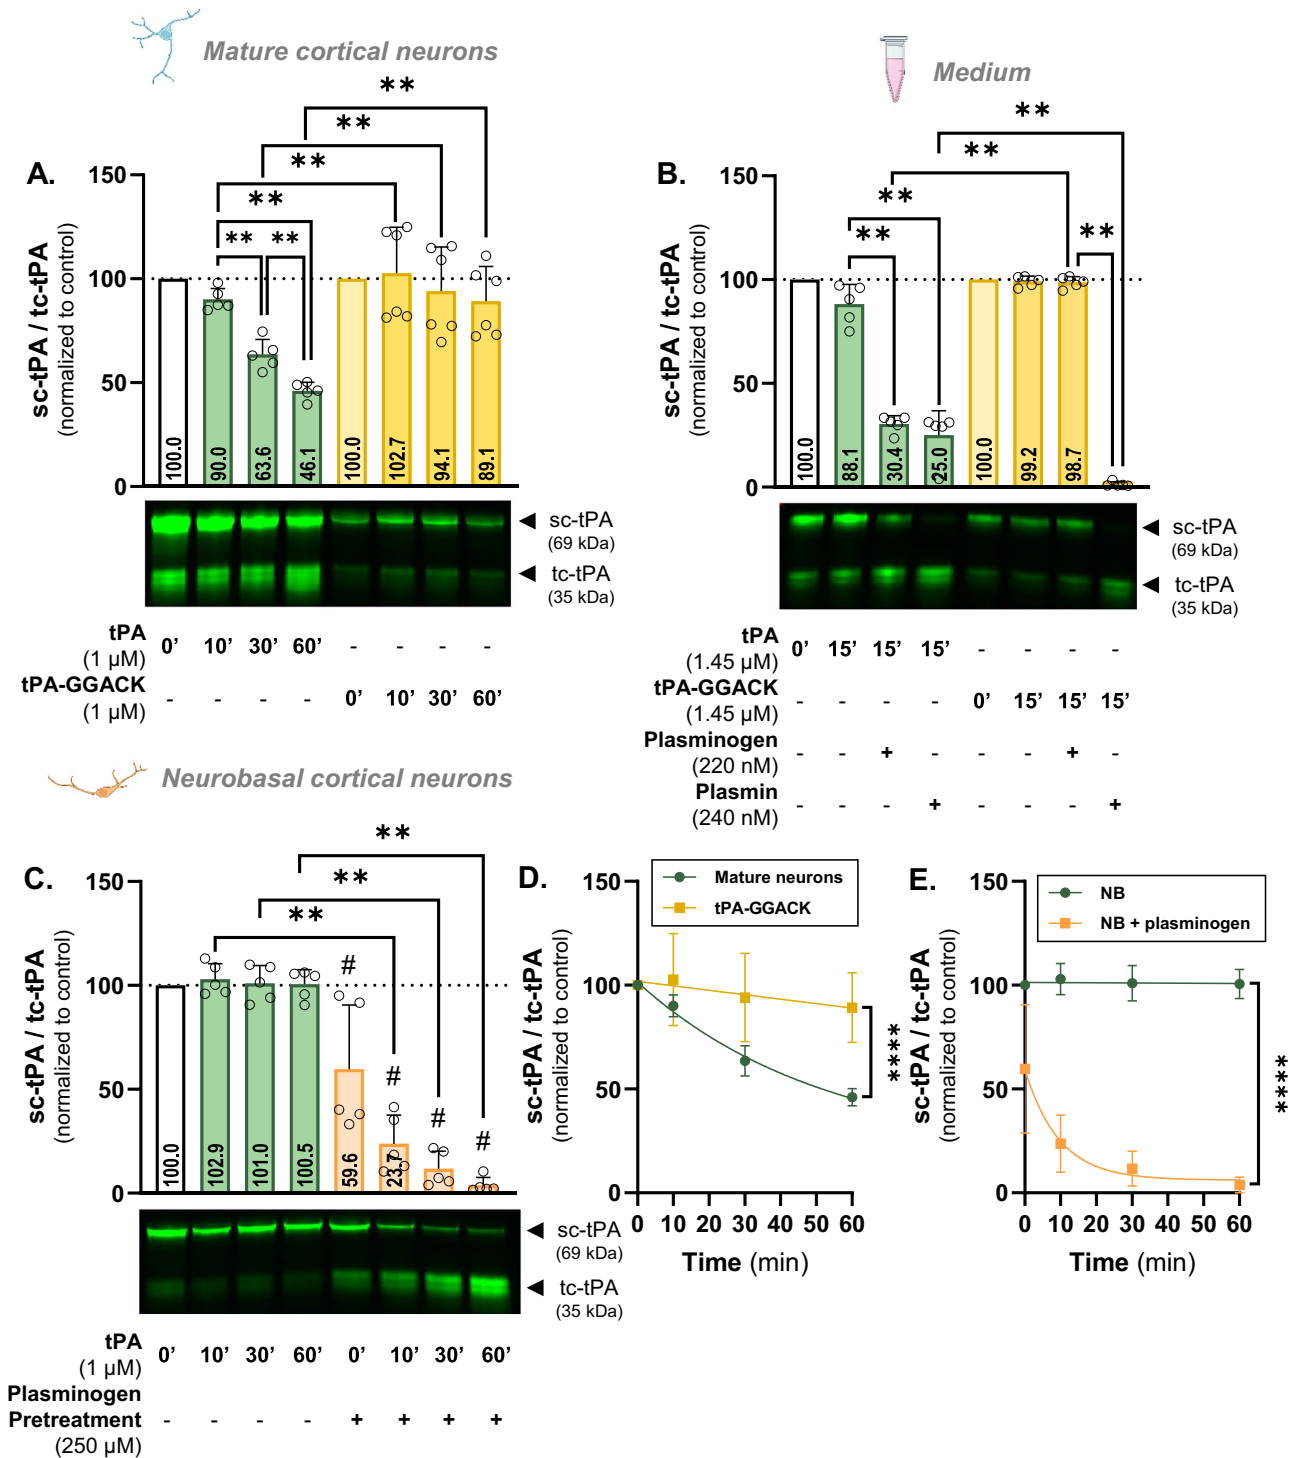 Mature cortical neurons
A.
** 
**
**
**
** **
150
100
50
0
sc-tPA / tc-tPA
(normalized to control)
100.0 90.0 63.6 46.1 100.0 102.7 94.1 89.1
sc-tPA
(69 kDa)
tc-tPA
(35 kDa)
tPA
(1 µM)
0’ 10’ 30’ 60’ - - - -
tPA-GGACK
(1 µM)
- - - - 0’ 10’ 30’ 60’
Medium
B.
**
**
**
**
**
150
100
50
0
sc-tPA / tc-tPA
(normalized to control)
100.0 88.1 30.4 25.0 100.0 99.2 98.7
sc-tPA
(69 kDa)
tc-tPA
(35 kDa)
tPA
(1.45 µM)
0’ 15’ 15’ 15’ - - - -
tPA-GGACK
(1.45 µM)
- - - - 0’ 15’ 15’ 15’
Plasminogen
(220 nM)
- - + - - - + -
Plasmin
(240 nM)
- - - + - - - +
Neurobasal cortical neurons
C.
**
**
**
# # # #
150
100
50
0
sc-tPA / tc-tPA
(normalized to control)
100.0 102.9 101.0 100.5 59.6 23.7
sc-tPA
(69 kDa)
tc-tPA
(35 kDa)
tPA
(1 µM)
0’ 10’ 30’ 60’ 0’ 10’ 30’ 60’
Plasminogen
Pretreatment
(250 µM)
- - - - + + + +
D.
Mature neurons
tPA-GGACK
150
100
50
0
sc-tPA / tc-tPA
(normalized to control)
****
0 10 20 30 40 50 60
Time (min)
E.
NB
NB + plasminogen
150
100
50
0
sc-tPA / tc-tPA
(normalized to control)
****
0 10 20 30 40 50 60
Time (min)